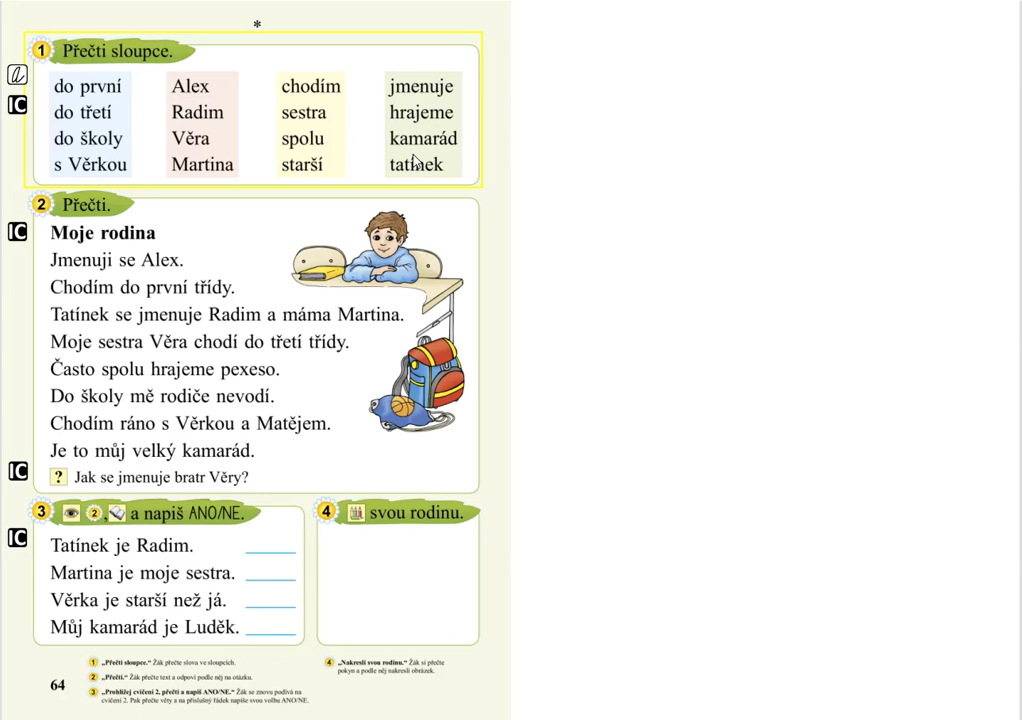 *
1 Přečti sloupce.
do první Alex chodím jmenuje
do třetí Radim sestra hrajeme
do školy Věra spolu kamarád
s Věrkou Martina starší tatínek
2 Přečti.
Moje rodina
Jmenuji se Alex.
Chodím do první třídy.
Tatínek se jmenuje Radim a máma Martina.
Moje sestra Věra chodí do třetí třídy.
Často spolu hrajeme pexeso.
Do školy mě rodiče nevodí.
Chodím ráno s Věrkou a Matějem.
Je to můj velký kamarád.
? Jak se jmenuje bratr Věry?
3 2, a napiš ANO/NE.
Tatínek je Radim.
Martina je moje sestra.
Věrka je starší než já.
Můj kamarád je Luděk.
4 svou rodinu.
1 „Přečti sloupce.“ Žák přečte slova ve sloupcích.
2 „Přečti.“ Žák přečte text a odpoví podle něj na otázku.
3 „Prohlížej cvičení 2, přečti a napiš ANO/NE.“ Žák se znovu podívá na
cvičení 2. Pak přečte věty a na příslušný řádek napíše svou volbu ANO/NE.
4 „Nakresli svou rodinu.“ Žák si přečte
pokyn a podle něj nakreslí obrázek.
64
a
IC
IC
IC
IC